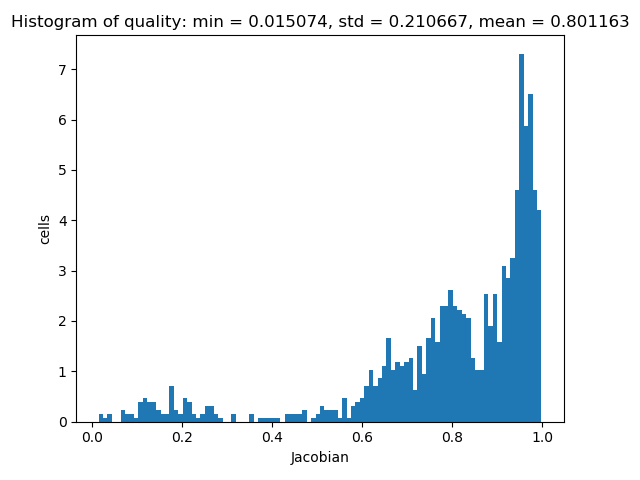 Histogram of quality: min = 0.015074, std = 0.210667, mean = 0.801163
7
6
5
4
3
2
1
0
cells
0.0 0.2 0.4 0.6 0.8 1.0
Jacobian